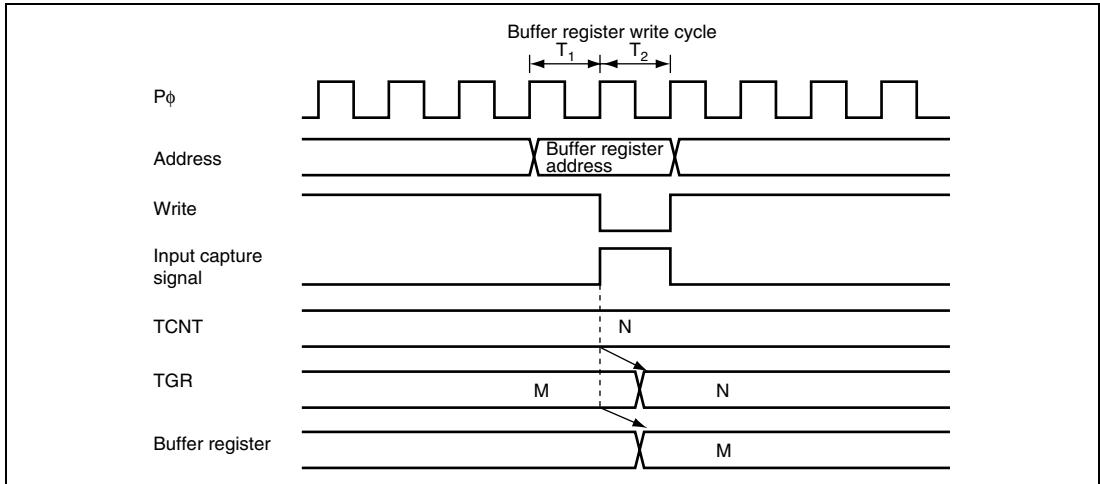 Buffer register write cycle
T₁ T₂
Pϕ
Address
Buffer register
address
Write
Input capture
signal
TCNT
N
TGR
M N
Buffer register
M